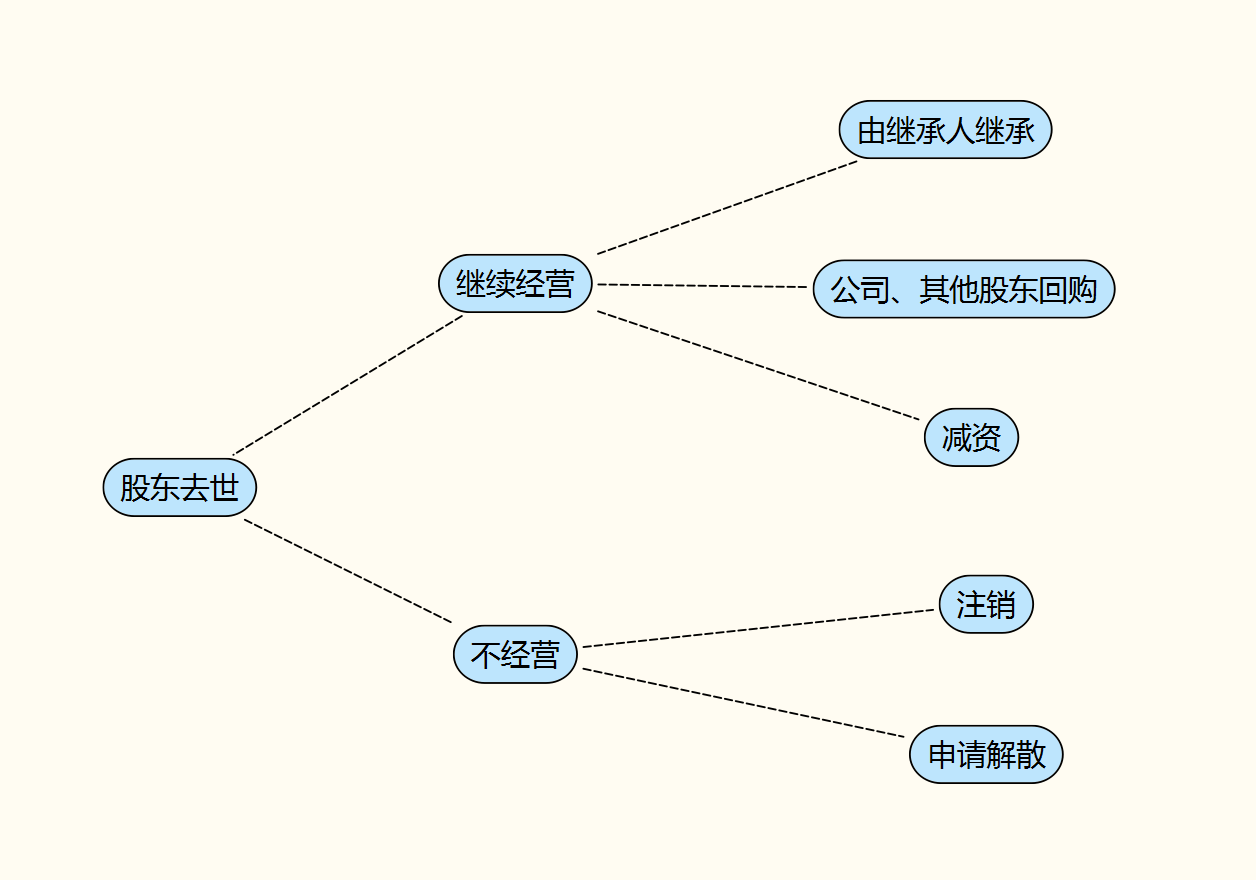 由继承人继承
继续经营
公司、其他股东回购
减资
股东去世
注销
不经营
申请解散